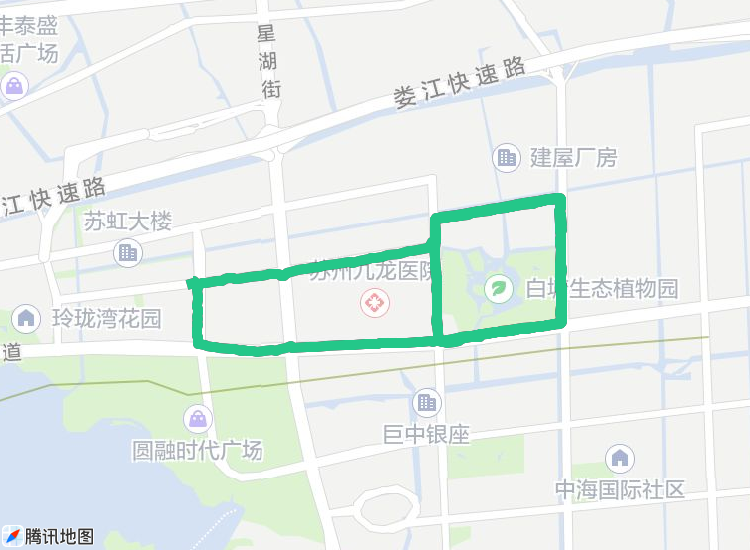 丰泰盛
活广场
星湖街
娄江快速路
建屋厂房
江快速路
苏虹大楼
苏州九龙医院
白塘生态植物园
玲珑湾花园
道
巨中银座
圆融时代广场
中海国际社区
腾讯地图